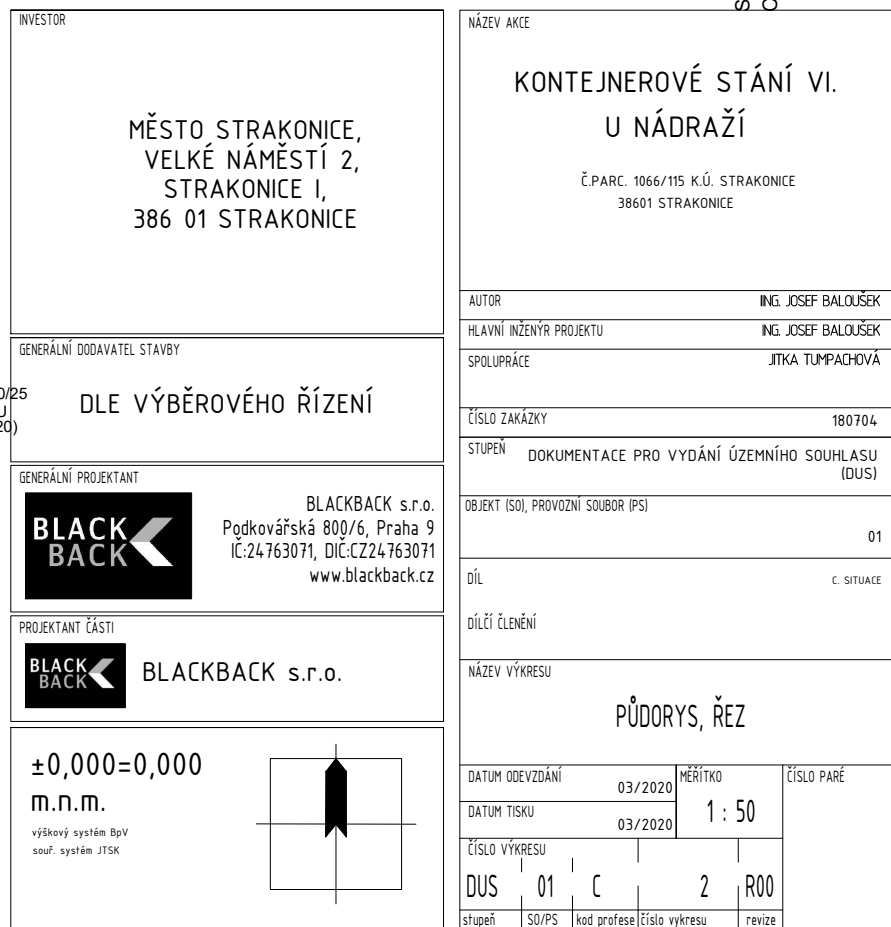 INVESTOR
MĚSTO STRAKONICE,
VELKÉ NÁMĚSTÍ 2,
STRAKONICE I,
386 01 STRAKONICE
GENERÁLNÍ DODAVATEL STAVBY
DLE VÝBĚROVÉHO ŘÍZENÍ
GENERÁLNÍ PROJEKTANT
BLACK
BACK
BLACKBACK s.r.o.
Podkovářská 800/6, Praha 9
IČ:24763071, DIČ:CZ24763071
www.blackback.cz
PROJEKTANT ČÁSTI
BLACK
BACK
BLACKBACK s.r.o.
±0,000=0,000
m.n.m.
výškový systém BpV
souř. systém JTSK
NÁZEV AKCE
KONTEJNEROVÉ STÁNÍ VI.
U NÁDRAŽÍ
Č.PARC. 1066/115 K.Ú. STRAKONICE
38601 STRAKONICE
AUTOR ING. JOSEF BALOUŠEK
HLAVNÍ INŽENÝR PROJEKTU ING. JOSEF BALOUŠEK
SPOLUPRÁCE JITKA TUMPACHOVÁ
ČÍSLO ZAKÁZKY 180704
STUPEŇ DOKUMENTACE PRO VYDÁNÍ ÚZEMNÍHO SOUHLASU
(DUS)
OBJEKT (SO), PROVOZNÍ SOUBOR (PS)
01
DÍL C. SITUACE
DÍLČÍ ČLENĚNÍ
NÁZEV VÝKRESU
PŮDORYS, ŘEZ
DATUM ODEVZDÁNÍ 03/2020
DATUM TISKU 03/2020
MĚŘÍTKO
1 : 50
ČÍSLO PARÉ
ČÍSLO VÝKRESU
DUS 01 C 2 R00
stupeň SO/PS kod profese číslo vykresu revize